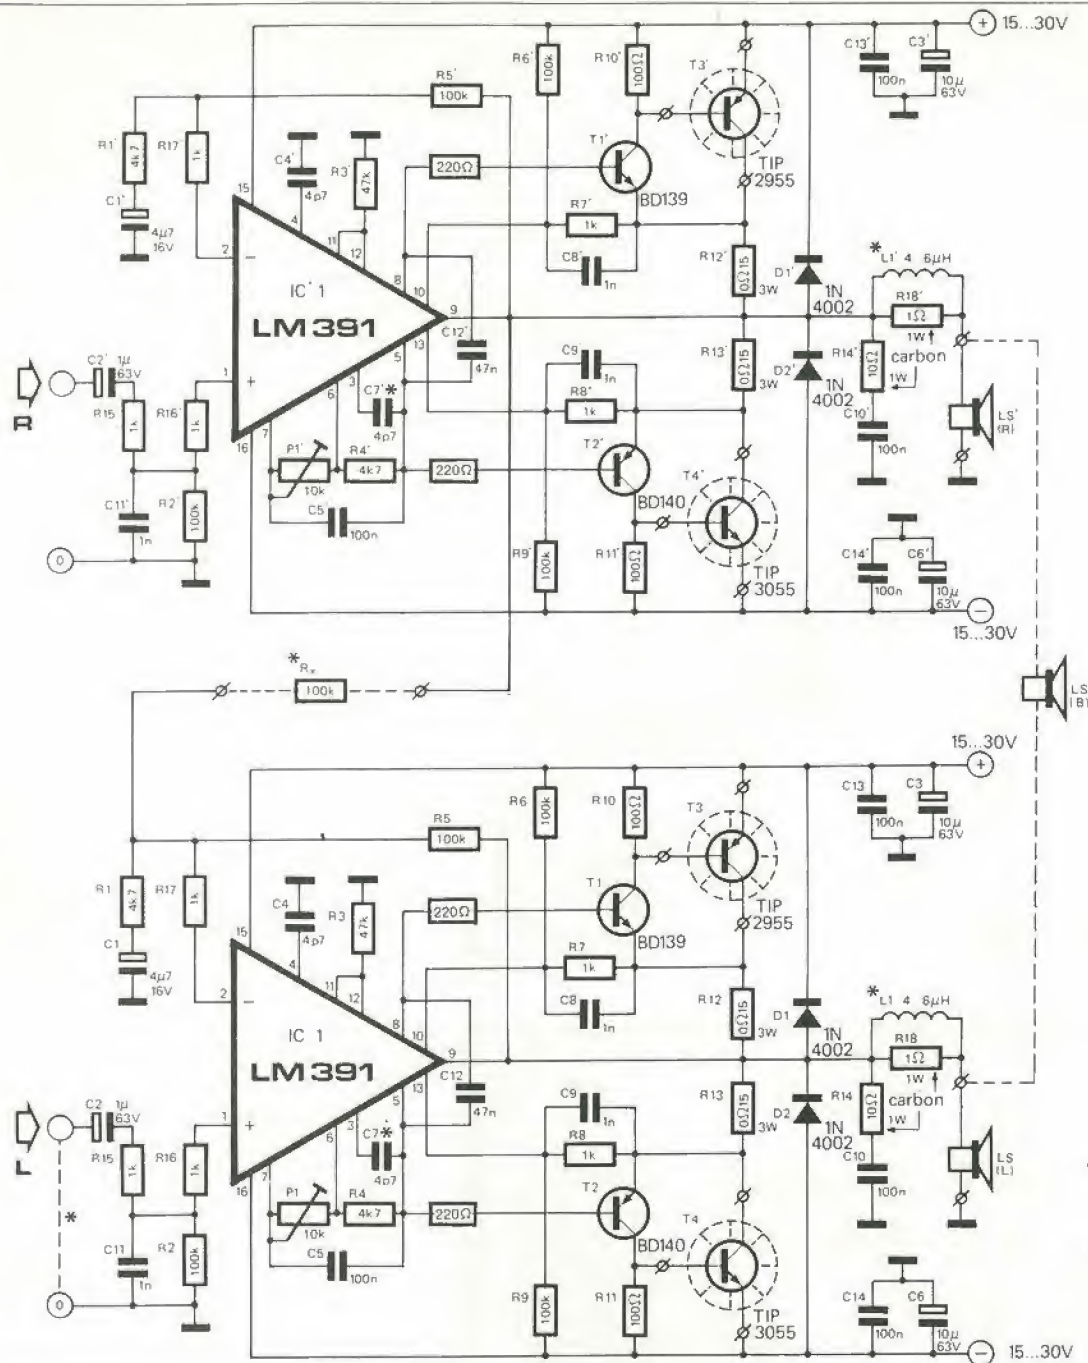 15...30V
R6'
100k
R10'
100Ω
C13'
100n
C3'
10μ
63V
R5'
100k
T3'
R1'
4k7
R17'
1k
C4'
4p7
R3'
47k
220Ω
T1'
BD139
TIP
2955
C1'
4μ7
16V
15
4
11
12
2
R7'
1k
C8'
1n
8
10
R12'
0Ω15
3W
D1'
1N
4002
* L1' 4 6μH
R18'
1Ω
1W
IC' 1
LM391
9
C12'
47n
5
13
C9'
1n
R13'
0Ω15
3W
D2'
1N
4002
R14'
10Ω
1W
carbon
R
C2' 1μ
63V
R15
1k
R16'
1k
1
3
6
C7' *
4p7
R8'
1k
C10'
100n
LS'
(R)
16
7
P1'
10k
R4'
4k7
220Ω
T2'
BD140
T4'
C11'
1n
R2'
100k
C5'
100n
R9'
100k
R11'
100Ω
TIP
3055
C14'
100n
C6'
10μ
63V
0
15...30V
* Rx
100k
LS
(B)
15...30V
R6
100k
R10
100Ω
C13
100n
C3
10μ
63V
R5
100k
T3
R1
4k7
R17
1k
C4
4p7
R3
47k
220Ω
T1
BD139
TIP
2955
C1
4μ7
16V
15
4
11
12
2
R7
1k
C8
1n
8
10
R12
0Ω15
3W
D1
1N
4002
* L1 4 6μH
R18
1Ω
1W
IC 1
LM391
9
C12
47n
5
13
C9
1n
R13
0Ω15
3W
D2
1N
4002
R14
10Ω
1W
carbon
L
C2 1μ
63V
R15
1k
R16
1k
1
3
6
C7 *
4p7
R8
1k
C10
100n
LS
(L)
16
7
P1
10k
R4
4k7
220Ω
T2
BD140
T4
*
C11
1n
R2
100k
C5
100n
R9
100k
R11
100Ω
TIP
3055
C14
100n
C6
10μ
63V
0
15...30V